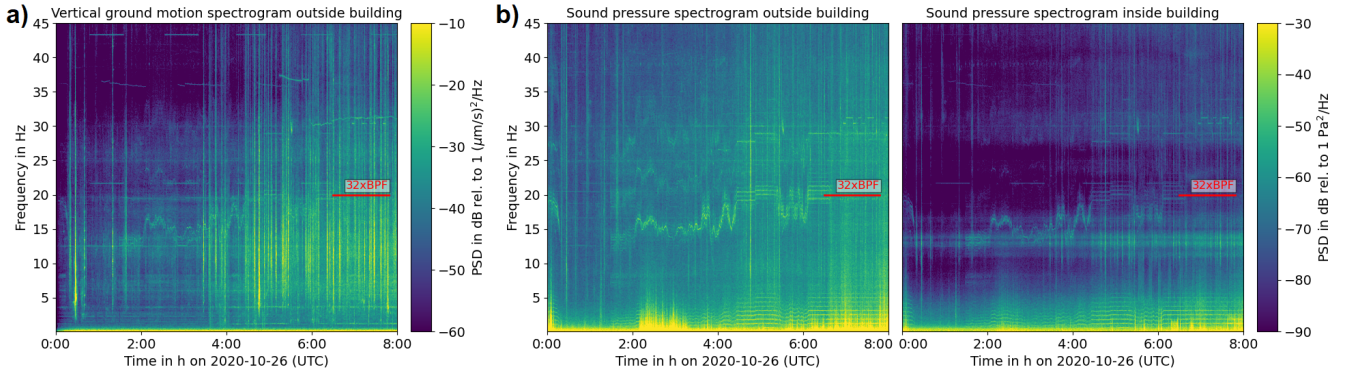 a)
Vertical ground motion spectrogram outside building
45
40
35
30
25
20
15
10
5
Frequency in Hz
32xBPF
0:00 2:00 4:00 6:00 8:00
Time in h on 2020-10-26 (UTC)
−10
−20
−30
−40
−50
−60
PSD in dB rel. to 1 (μm/s)²/Hz
b)
Sound pressure spectrogram outside building
45
40
35
30
25
20
15
10
5
Frequency in Hz
32xBPF
0:00 2:00 4:00 6:00 8:00
Time in h on 2020-10-26 (UTC)
Sound pressure spectrogram inside building
32xBPF
0:00 2:00 4:00 6:00 8:00
Time in h on 2020-10-26 (UTC)
−30
−40
−50
−60
−70
−80
−90
PSD in dB rel. to 1 Pa²/Hz